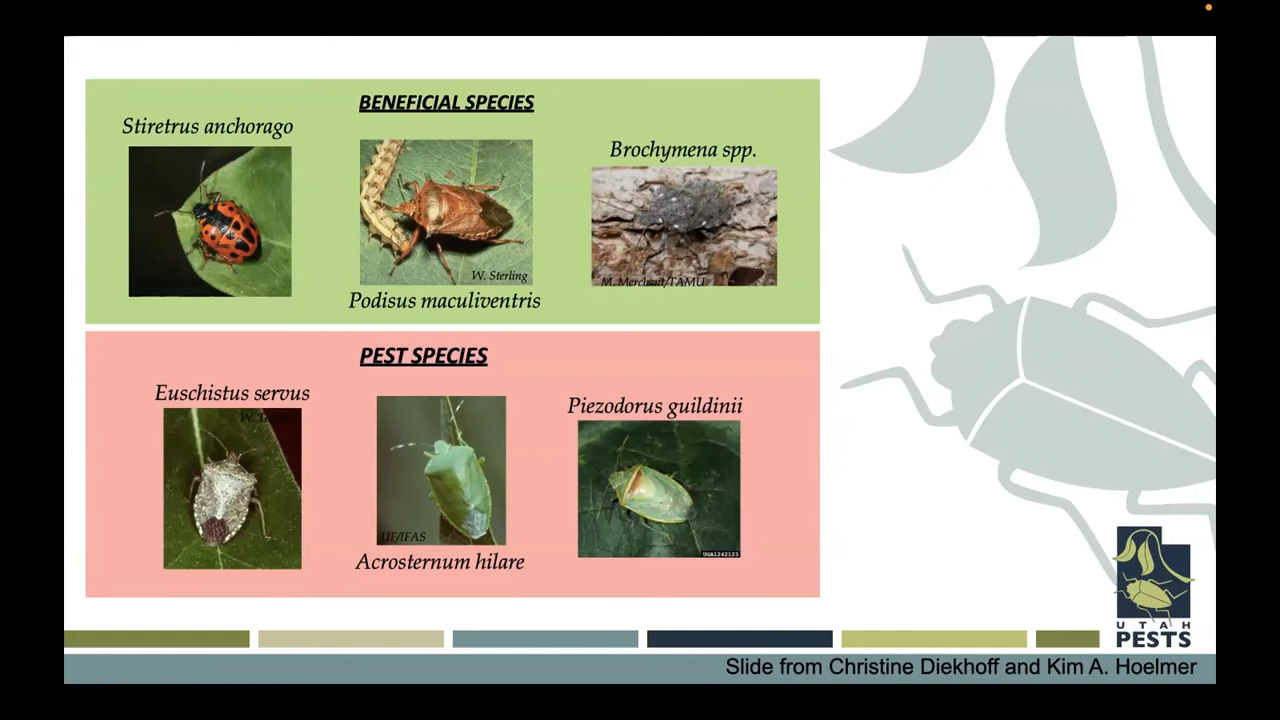 BENEFICIAL SPECIES
Stiretrus anchorago
Brochymena spp.
W. Sterling
M. Merchant/TAMU
Podisus maculiventris
PEST SPECIES
Euschistus servus
Piezodorus guildinii
UF/IFAS
UGA1242123
Acrosternum hilare
UTAH
PESTS
Slide from Christine Diekhoff and Kim A. Hoelmer